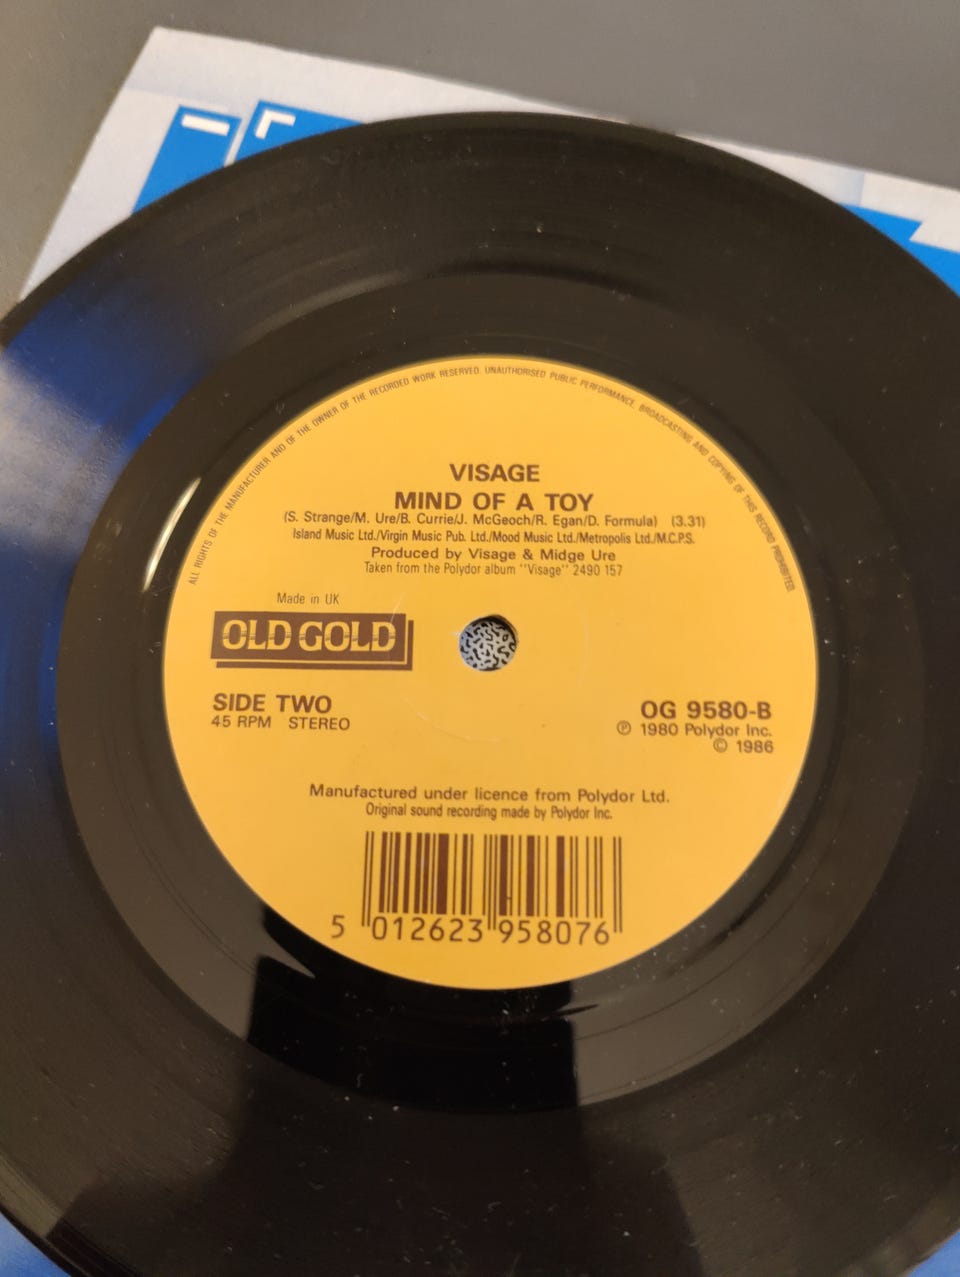 ALL RIGHTS OF THE MANUFACTURER AND OF THE OWNER OF THE RECORDED WORK RESERVED. UNAUTHORISED PUBLIC PERFORMANCE, BROADCASTING AND COPYING OF THIS RECORD PROHIBITED
VISAGE
MIND OF A TOY
(S. Strange/M. Ure/B. Currie/J. McGeoch/R. Egan/D. Formula) (3.31)
Island Music Ltd./Virgin Music Pub. Ltd./Mood Music Ltd./Metropolis Ltd./M.C.P.S.
Produced by Visage & Midge Ure
Taken from the Polydor album "Visage" 2490 157
Made in UK
OLD GOLD
SIDE TWO
45 RPM STEREO
OG 9580-B
℗ 1980 Polydor Inc.
© 1986
Manufactured under licence from Polydor Ltd.
Original sound recording made by Polydor Inc.
5 012623 958076